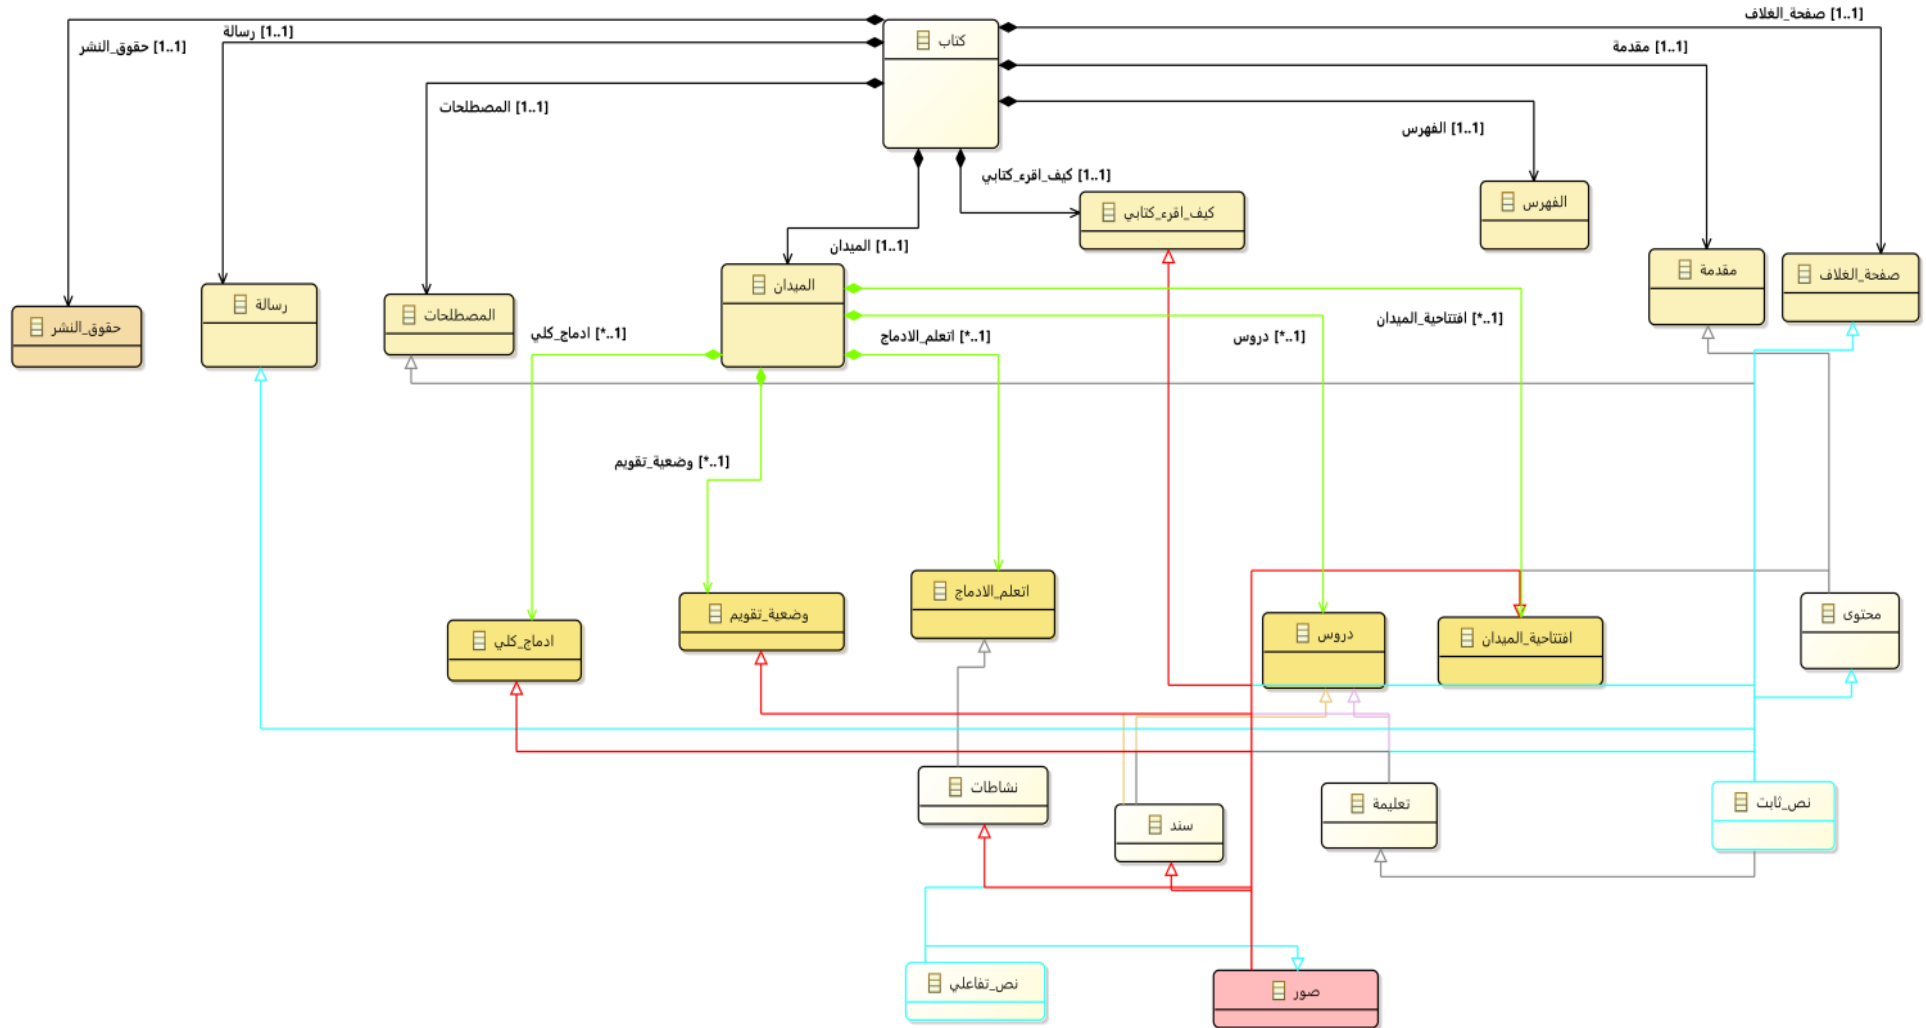 صفحة_الغلاف [1..1]
كتاب
رسالة [1..1]
حقوق_النشر [1..1]
مقدمة [1..1]
المصطلحات [1..1]
الفهرس [1..1]
كيف_اقرء_كتابي [1..1]
كيف_اقرء_كتابي
الفهرس
الميدان [1..1]
مقدمة
صفحة_الغلاف
الميدان
رسالة
المصطلحات
حقوق_النشر
افتتاحية_الميدان [1..*]
دروس [1..*]
اتعلم_الادماج [1..*]
ادماج_كلي [1..*]
وضعية_تقويم [1..*]
اتعلم_الادماج
محتوى
وضعية_تقويم
دروس
افتتاحية_الميدان
ادماج_كلي
نشاطات
تعليمة
نص_ثابت
سند
نص_تفاعلي
صور